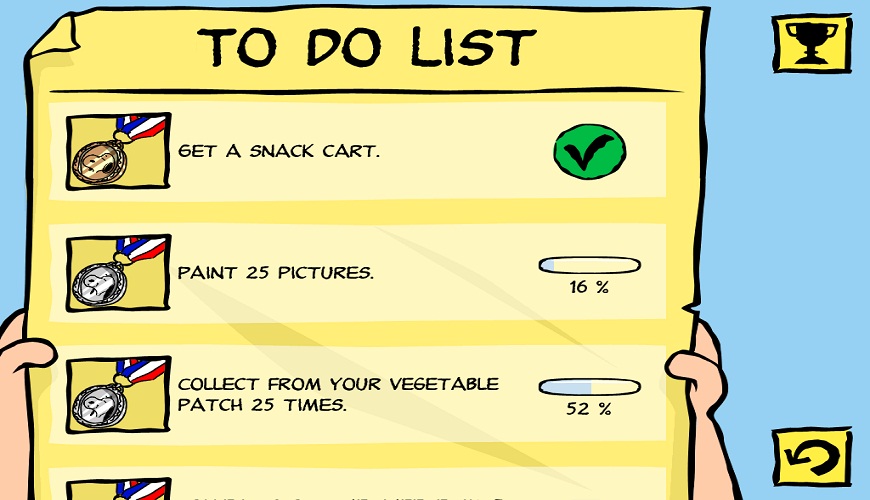 TO DO LIST
GET A SNACK CART.
PAINT 25 PICTURES.
16 %
COLLECT FROM YOUR VEGETABLE
PATCH 25 TIMES.
52 %